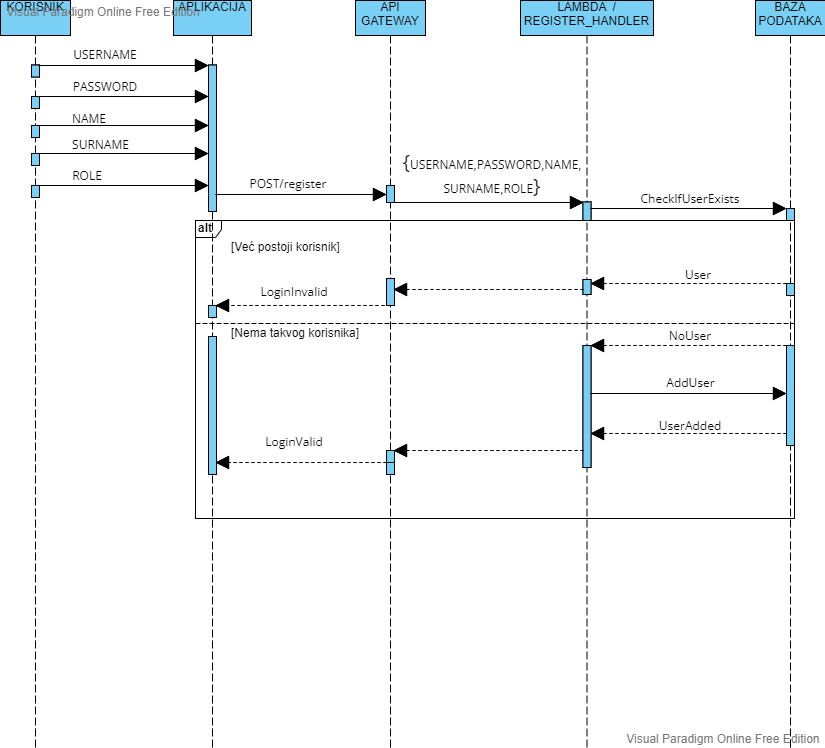 KORISNIK
Visual Paradigm Online Free Edition
APLIKACIJA
API
GATEWAY
LAMBDA /
REGISTER_HANDLER
BAZA
PODATAKA
USERNAME
PASSWORD
NAME
SURNAME
ROLE
POST/register
{USERNAME,PASSWORD,NAME,
SURNAME,ROLE}
CheckIfUserExists
alt
[Već postoji korisnik]
User
LoginInvalid
[Nema takvog korisnika]
NoUser
AddUser
UserAdded
LoginValid
Visual Paradigm Online Free Edition